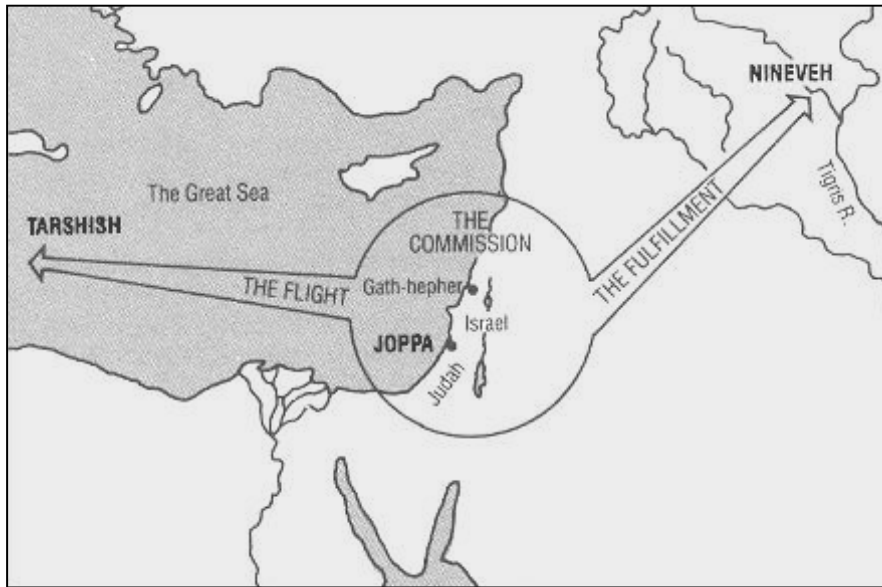 NINEVEH
The Great Sea
TARSHISH
THE
COMMISSION
THE FULFILLMENT
Tigris R.
THE FLIGHT
Gath-hepher
Israel
JOPPA
Judah